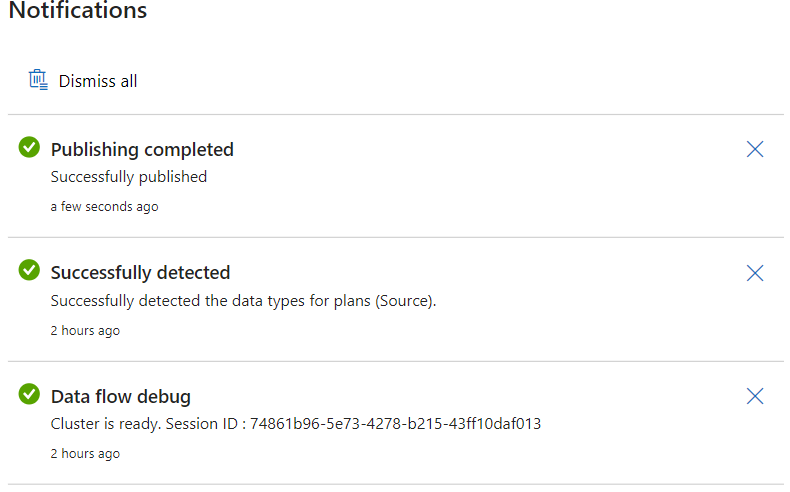 Notifications
Dismiss all
Publishing completed
Successfully published
a few seconds ago
Successfully detected
Successfully detected the data types for plans (Source).
2 hours ago
Data flow debug
Cluster is ready. Session ID : 74861b96-5e73-4278-b215-43ff10daf013
2 hours ago